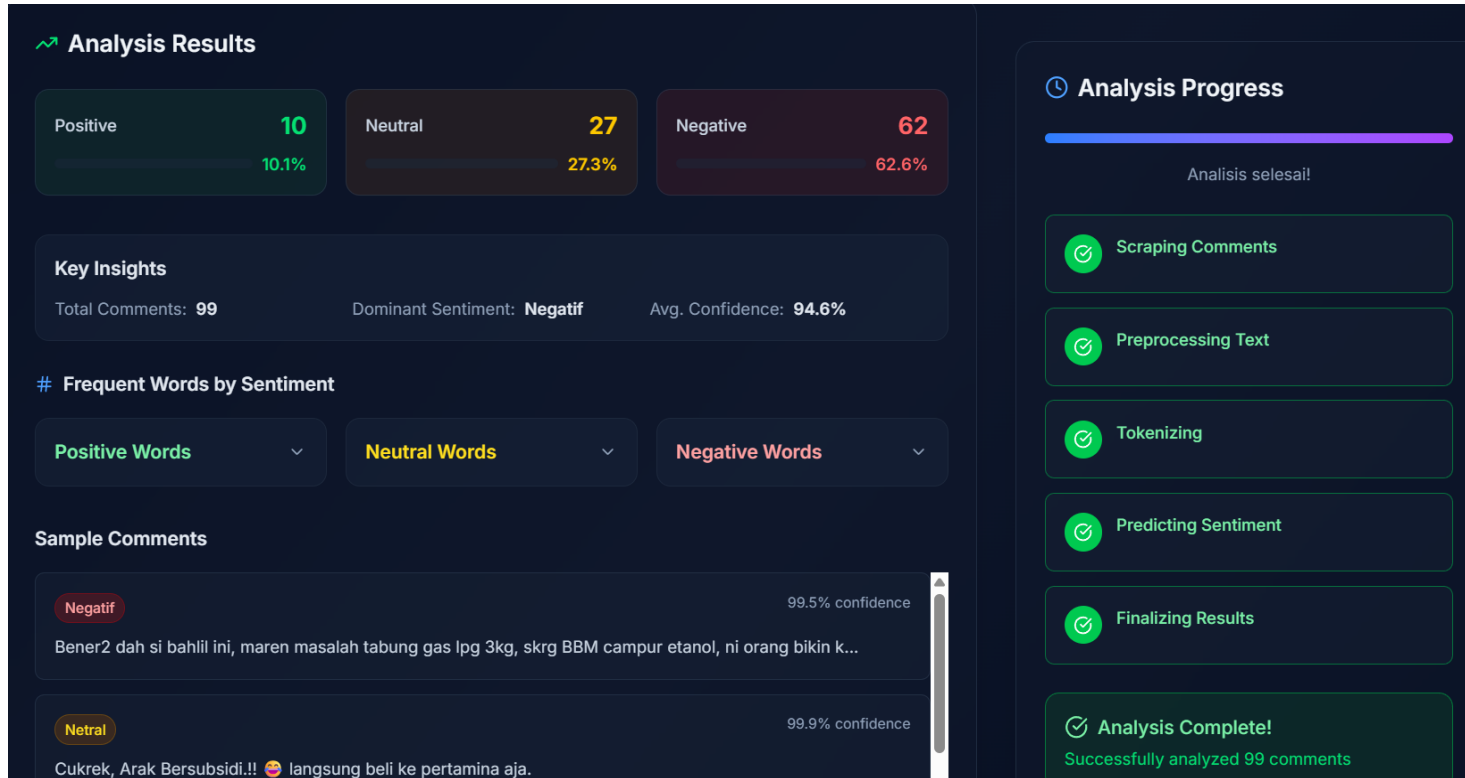 Analysis Results
Positive 10
10.1%
Neutral 27
27.3%
Negative 62
62.6%
Key Insights
Total Comments: 99
Dominant Sentiment: Negatif
Avg. Confidence: 94.6%
# Frequent Words by Sentiment
Positive Words
Neutral Words
Negative Words
Sample Comments
Negatif
99.5% confidence
Bener2 dah si bahlil ini, maren masalah tabung gas lpg 3kg, skrg BBM campur etanol, ni orang bikin k...
Netral
99.9% confidence
Cukrek, Arak Bersubsidi.!! 😄 langsung beli ke pertamina aja.
Analysis Progress
Analisis selesai!
Scraping Comments
Preprocessing Text
Tokenizing
Predicting Sentiment
Finalizing Results
Analysis Complete!
Successfully analyzed 99 comments